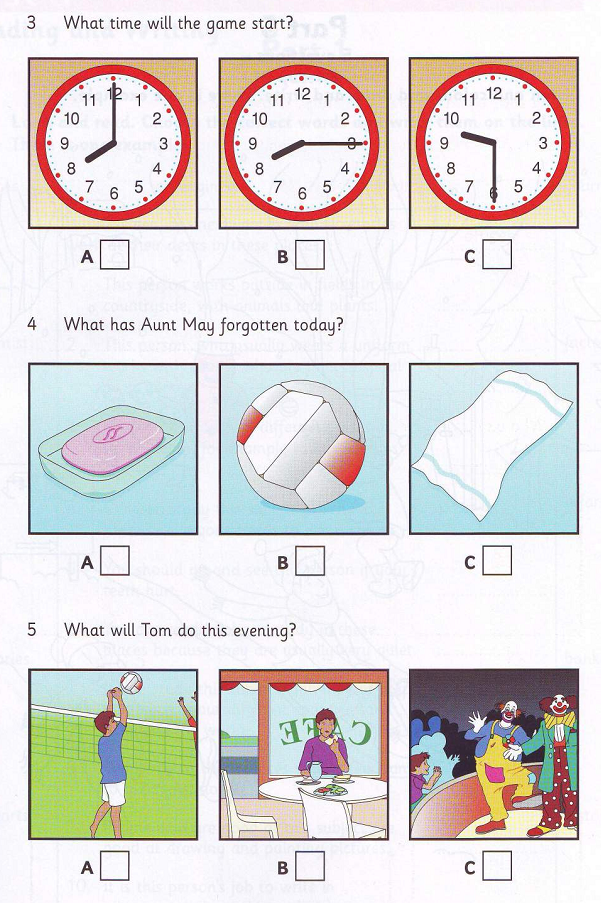 3 What time will the game start?
11 12 1
10 2
9 3
8 4
7 6 5
11 12 1
10 2
9 3
8 4
7 6 5
11 12 1
10 2
9 3
8 4
7 6 5
A B C
4 What has Aunt May forgotten today?
A B C
5 What will Tom do this evening?
CAFE
A B C